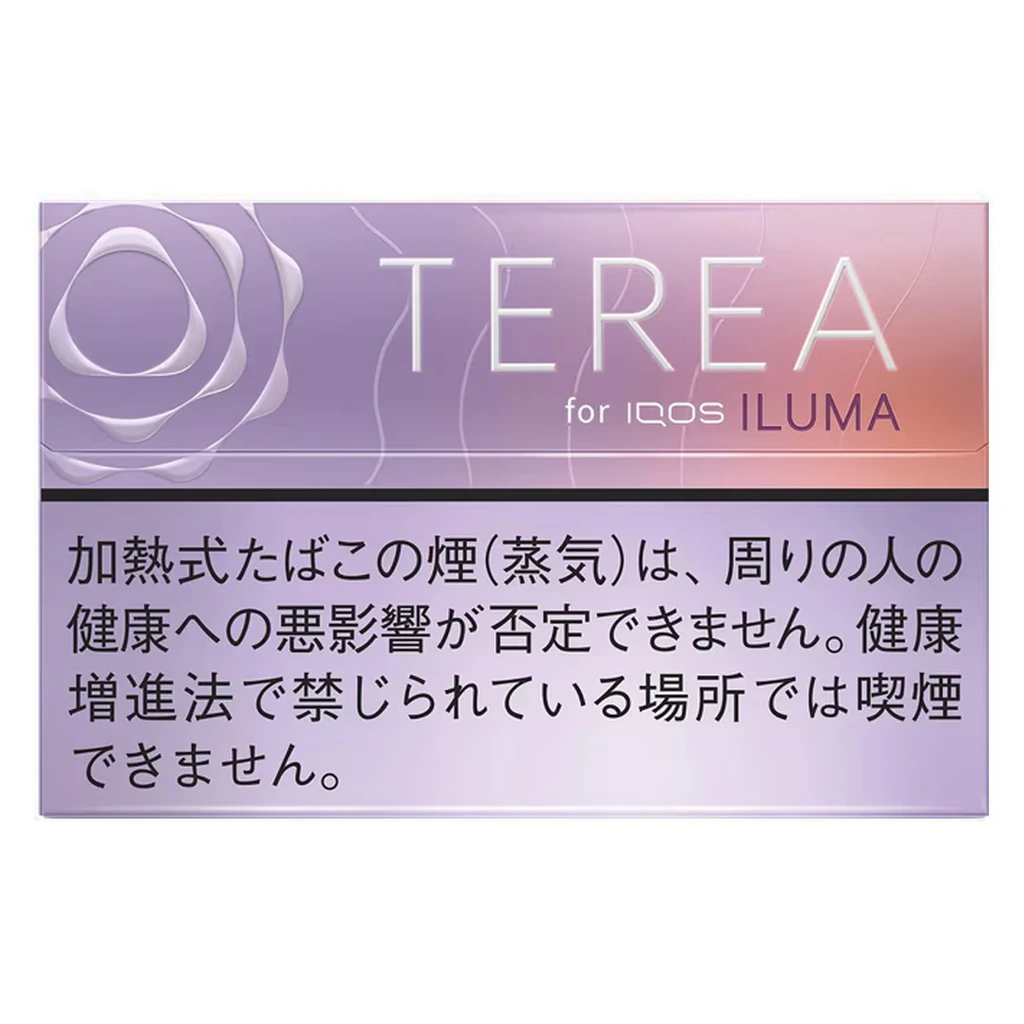 TEREA
for IQOS ILUMA
加熱式たばこの煙(蒸気)は、周りの人の
健康への悪影響が否定できません。健康
増進法で禁じられている場所では喫煙
できません。